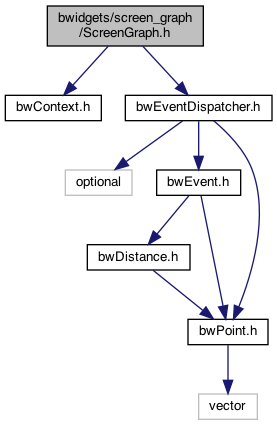 bwidgets/screen_graph
/ScreenGraph.h
bwContext.h
bwEventDispatcher.h
optional
bwEvent.h
bwDistance.h
bwPoint.h
vector